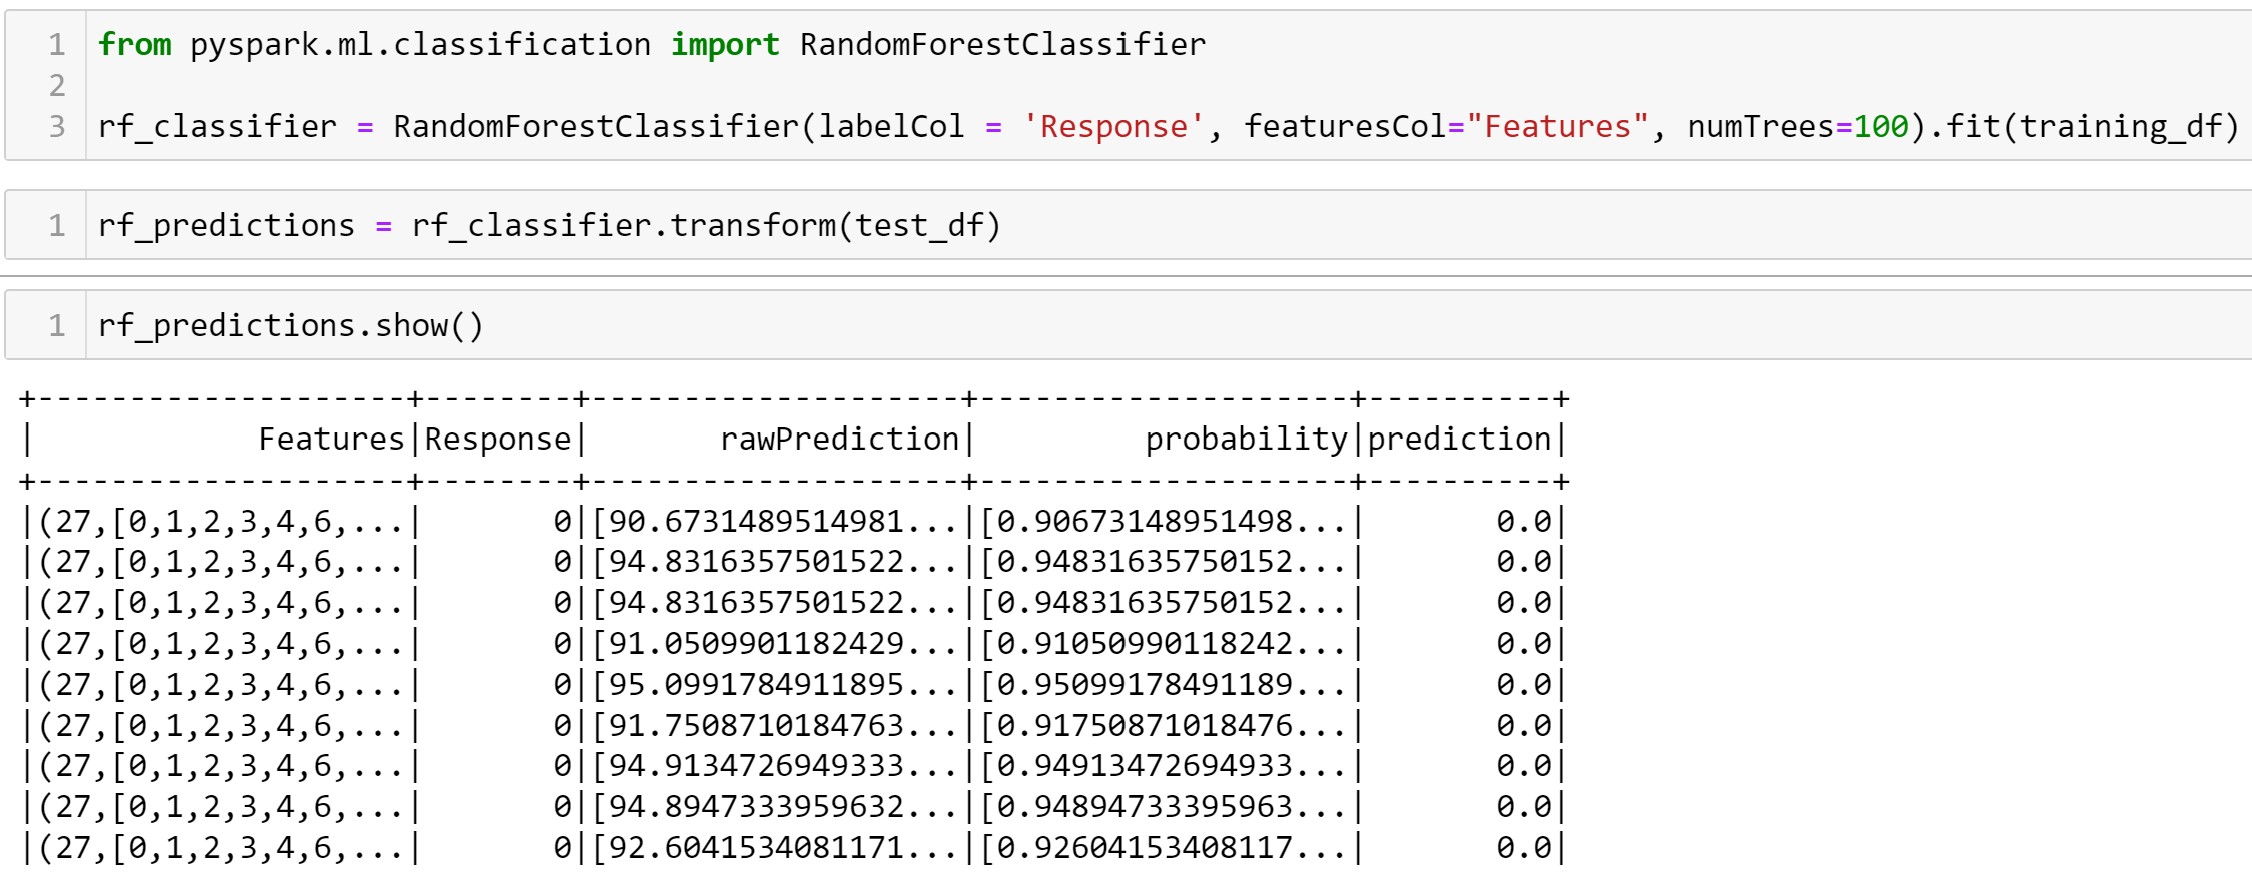 1 from pyspark.ml.classification import RandomForestClassifier
2
3 rf_classifier = RandomForestClassifier(labelCol = 'Response', featuresCol="Features", numTrees=100).fit(training_df)
1 rf_predictions = rf_classifier.transform(test_df)
1 rf_predictions.show()
+--------------------+--------+--------------------+--------------------+----------+
|            Features|Response|       rawPrediction|         probability|prediction|
+--------------------+--------+--------------------+--------------------+----------+
|(27,[0,1,2,3,4,6,...|       0|[90.6731489514981...|[0.90673148951498...|       0.0|
|(27,[0,1,2,3,4,6,...|       0|[94.8316357501522...|[0.94831635750152...|       0.0|
|(27,[0,1,2,3,4,6,...|       0|[94.8316357501522...|[0.94831635750152...|       0.0|
|(27,[0,1,2,3,4,6,...|       0|[91.0509901182429...|[0.91050990118242...|       0.0|
|(27,[0,1,2,3,4,6,...|       0|[95.0991784911895...|[0.95099178491189...|       0.0|
|(27,[0,1,2,3,4,6,...|       0|[91.7508710184763...|[0.91750871018476...|       0.0|
|(27,[0,1,2,3,4,6,...|       0|[94.9134726949333...|[0.94913472694933...|       0.0|
|(27,[0,1,2,3,4,6,...|       0|[94.8947333959632...|[0.94894733395963...|       0.0|
|(27,[0,1,2,3,4,6,...|       0|[92.6041534081171...|[0.92604153408117...|       0.0|